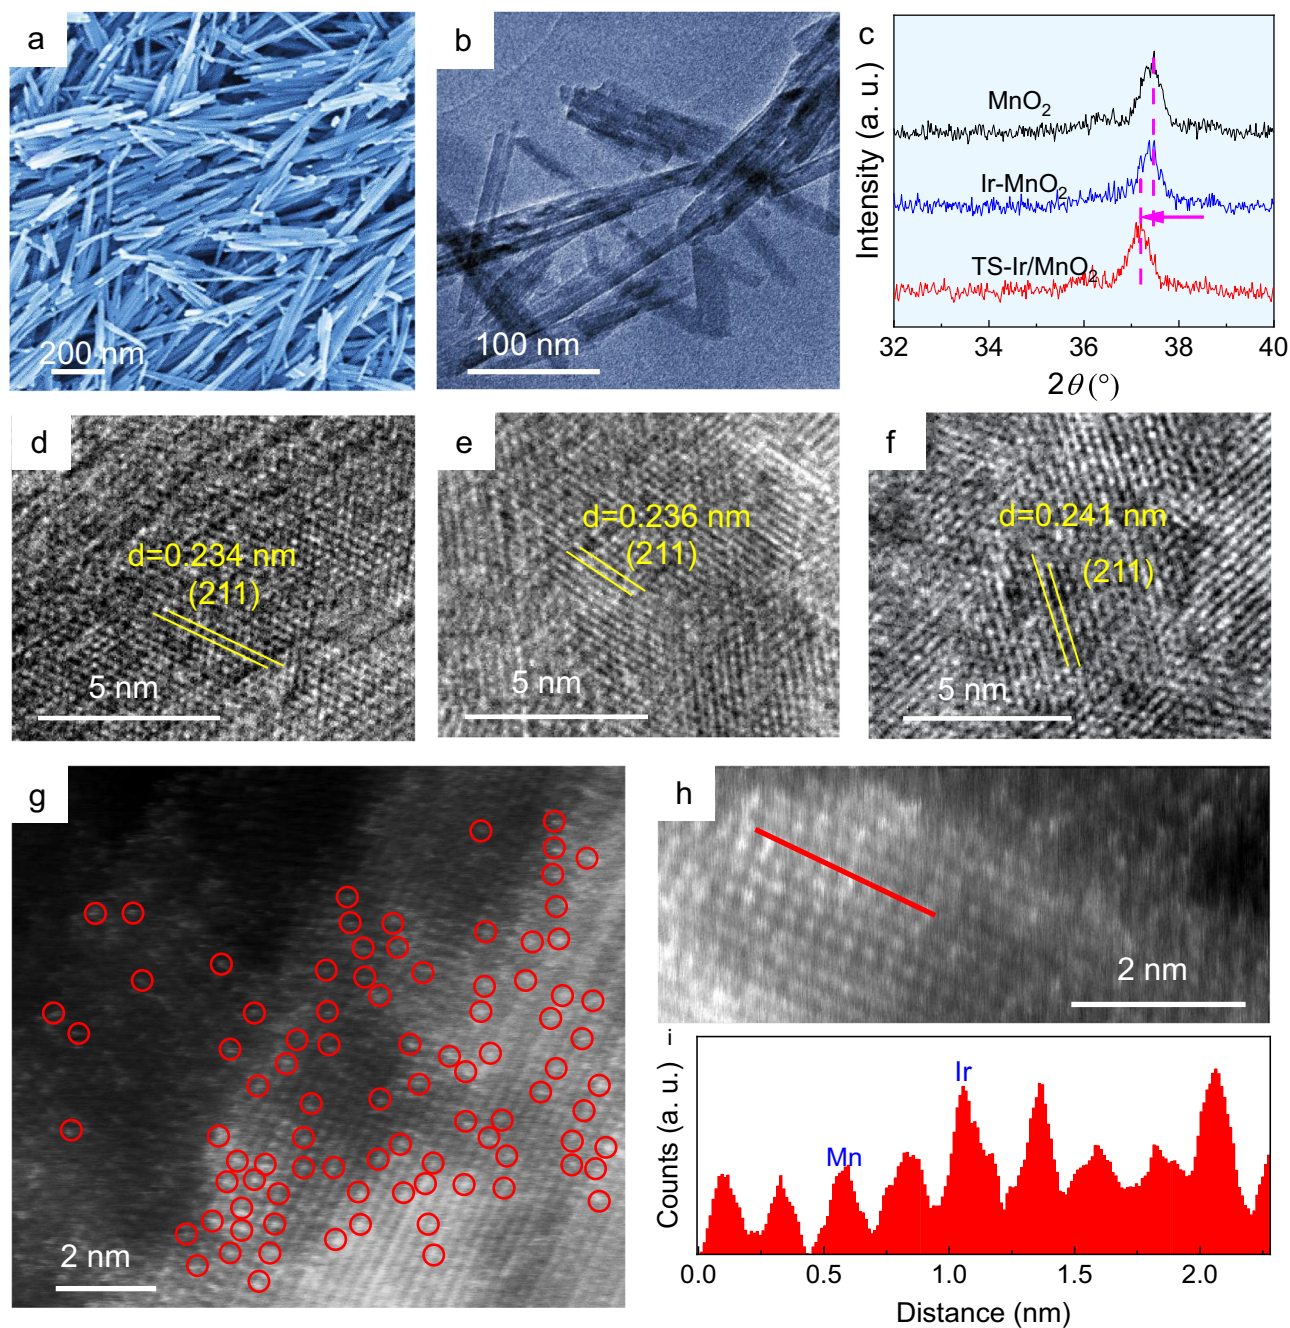 a
200 nm
b
100 nm
c
Intensity (a. u.)
MnO₂
Ir-MnO₂
TS-Ir/MnO₂
32 34 36 38 40
2θ (°)
d
d=0.234 nm
(211)
5 nm
e
d=0.236 nm
(211)
5 nm
f
d=0.241 nm
(211)
5 nm
g
2 nm
h
2 nm
i
Counts (a. u.)
Mn
Ir
0.0 0.5 1.0 1.5 2.0
Distance (nm)